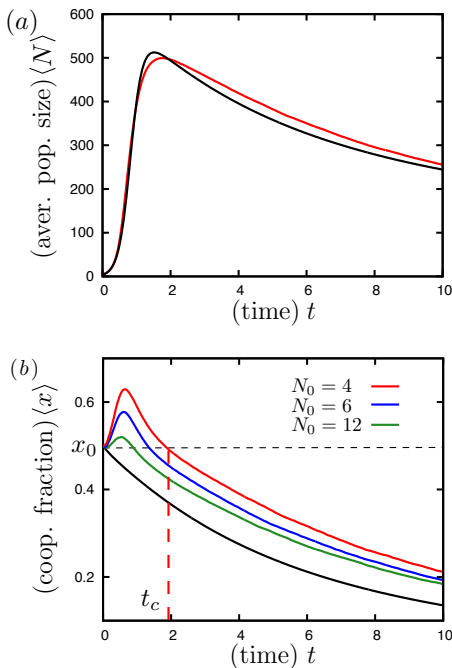 (a)
(aver. pop. size) ⟨N⟩
600
500
400
300
200
100
0
0 2 4 6 8 10
(time) t
(b)
(coop. fraction) ⟨x⟩
N₀ = 4
N₀ = 6
N₀ = 12
0.6
x₀
0.4
0.2
t_c
0 2 4 6 8 10
(time) t